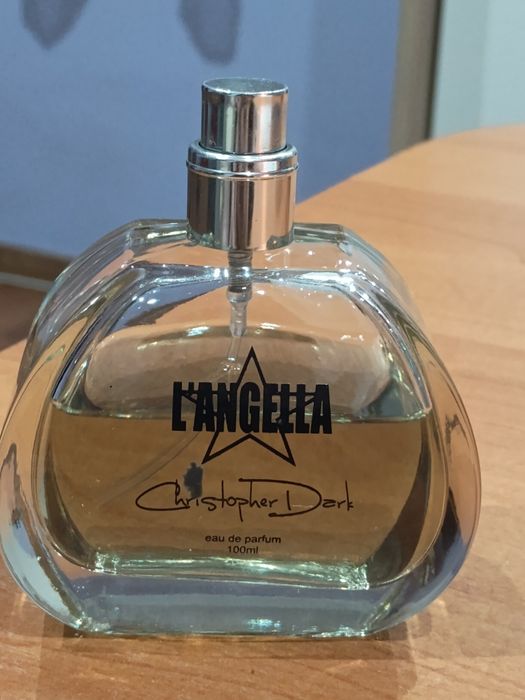 L'ANGELLA
Christopher Dark
eau de parfum
100ml